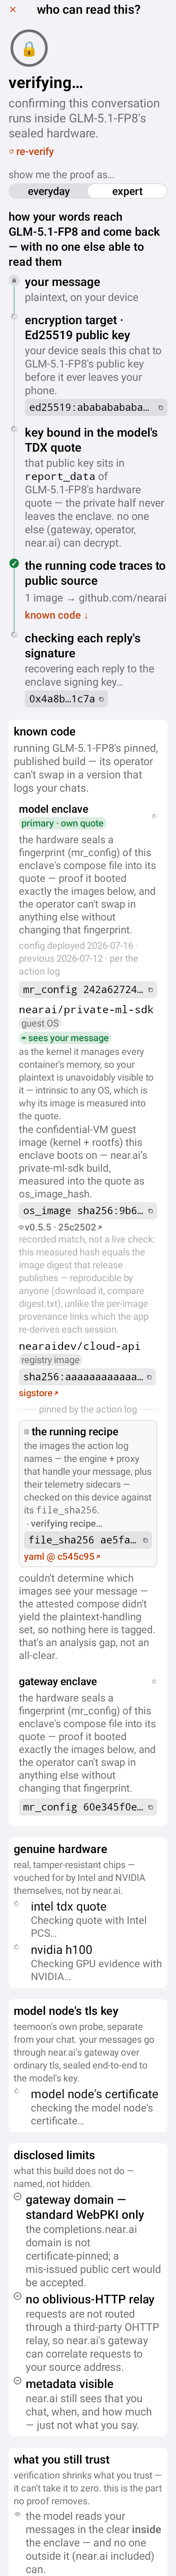 × who can read this?
verifying…
confirming this conversation
runs inside GLM-5.1-FP8's
sealed hardware.
re-verify
show me the proof as…
everyday expert
how your words reach
GLM-5.1-FP8 and come back
— with no one else able to
read them
your message
plaintext, on your device
encryption target ·
Ed25519 public key
your device seals this chat to
GLM-5.1-FP8's public key
before it ever leaves your
phone.
ed25519:abababababa…
key bound in the model's
TDX quote
that public key sits in
report_data of
GLM-5.1-FP8's hardware
quote — the private half never
leaves the enclave. no one
else (gateway, operator,
near.ai) can decrypt.
the running code traces to
public source
1 image → github.com/nearai
known code ↓
checking each reply's
signature
recovering each reply to the
enclave signing key…
0x4a8b…1c7a
known code
running GLM-5.1-FP8's pinned,
published build — its operator
can't swap in a version that
logs your chats.
model enclave
primary · own quote
the hardware seals a
fingerprint (mr_config) of this
enclave's compose file into its
quote — proof it booted
exactly the images below, and
the operator can't swap in
anything else without
changing that fingerprint.
config deployed 2026-07-16 ·
previous 2026-07-12 · per the
action log
mr_config 242a62724…
nearai/private-ml-sdk
guest OS
sees your message
as the kernel it manages every
container's memory, so your
plaintext is unavoidably visible to
it — intrinsic to any OS, which is
why its image is measured into
the quote.
the confidential-VM guest
image (kernel + rootfs) this
enclave boots on — near.ai's
private-ml-sdk build,
measured into the quote as
os_image_hash.
os_image sha256:9b6…
v0.5.5 · 25c2502↗
recorded match, not a live check:
this measured hash equals the
image digest that release
publishes — reproducible by
anyone (download it, compare
digest.txt), unlike the per-image
provenance links which the app
re-derives each session.
nearaidev/cloud-api
registry image
sha256:aaaaaaaaaaaa…
sigstore↗
pinned by the action log
the running recipe
the images the action log
names — the engine + proxy
that handle your message, plus
their telemetry sidecars —
checked on this device against
its file_sha256.
· verifying recipe…
file_sha256 ae5fa…
yaml @ c545c95↗
couldn't determine which
images see your message —
the attested compose didn't
yield the plaintext-handling
set, so nothing here is tagged.
that's an analysis gap, not an
all-clear.
gateway enclave
the hardware seals a
fingerprint (mr_config) of this
enclave's compose file into its
quote — proof it booted
exactly the images below, and
the operator can't swap in
anything else without
changing that fingerprint.
mr_config 60e345f0e…
genuine hardware
real, tamper-resistant chips —
vouched for by Intel and NVIDIA
themselves, not by near.ai.
intel tdx quote
Checking quote with Intel
PCS…
nvidia h100
Checking GPU evidence with
NVIDIA…
model node's tls key
teemoon's own probe, separate
from your chat. your messages go
through near.ai's gateway over
ordinary tls, sealed end-to-end to
the model's key.
model node's certificate
checking the model node's
certificate…
disclosed limits
what this build does not do —
named, not hidden.
gateway domain —
standard WebPKI only
the completions.near.ai
domain is not
certificate-pinned; a
mis-issued public cert would
be accepted.
no oblivious-HTTP relay
requests are not routed
through a third-party OHTTP
relay, so near.ai's gateway
can correlate requests to
your source address.
metadata visible
near.ai still sees that you
chat, when, and how much
— just not what you say.
what you still trust
verification shrinks what you trust —
it can't take it to zero. this is the part
no proof removes.
the model reads your
messages in the clear inside
the enclave — and no one
outside it (near.ai included)
can.